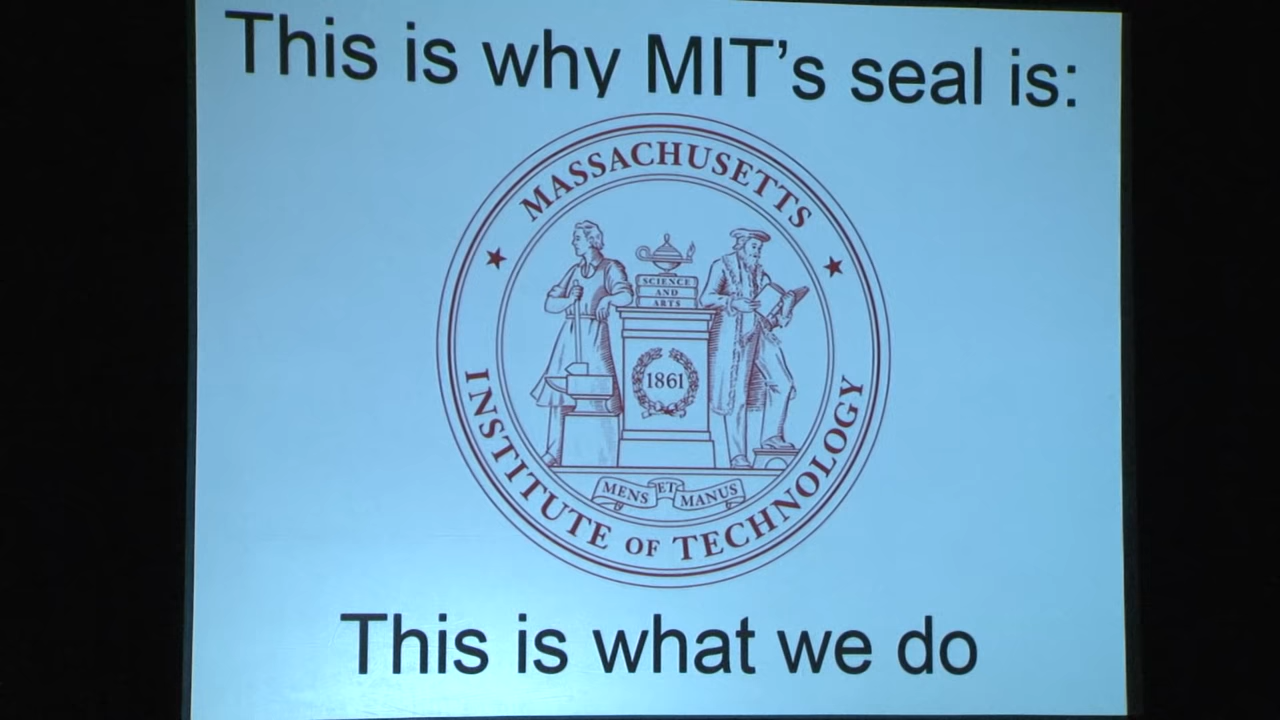 This is why MIT's seal is:
MASSACHUSETTS
SCIENCE
AND
ARTS
1861
MENS ET MANUS
INSTITUTE OF TECHNOLOGY
This is what we do